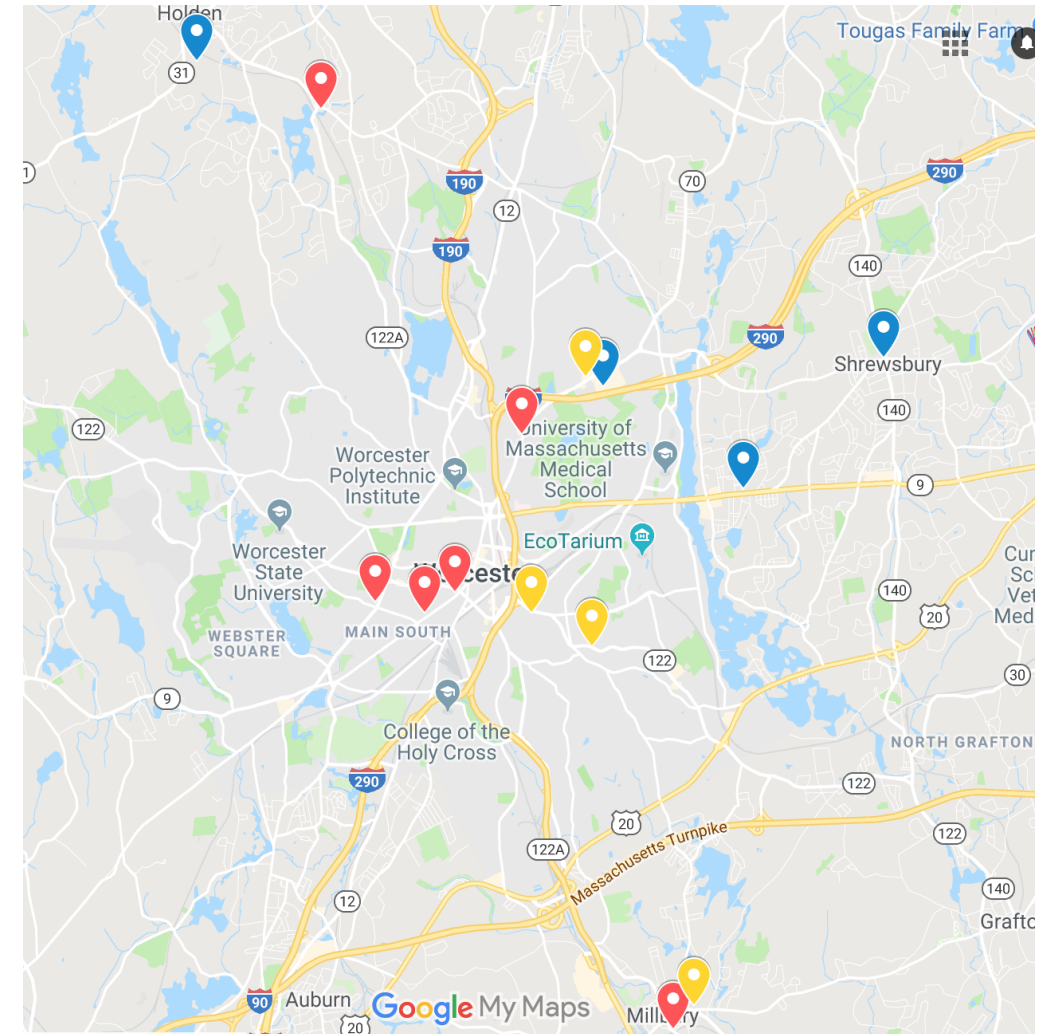 Holden
Tougas Family Farm
31
290
190
70
12
190
140
290
122A
Shrewsbury
140
122
University of
Massachusetts
Medical
School
Worcester
Polytechnic
Institute
9
EcoTarium
Worcester
State
University
140
20
WEBSTER
SQUARE
MAIN SOUTH
122
30
9
College of the
Holy Cross
NORTH GRAFTON
290
122
20
Massachusetts Turnpike
122
122A
140
12
90
Auburn
Google My Maps
20